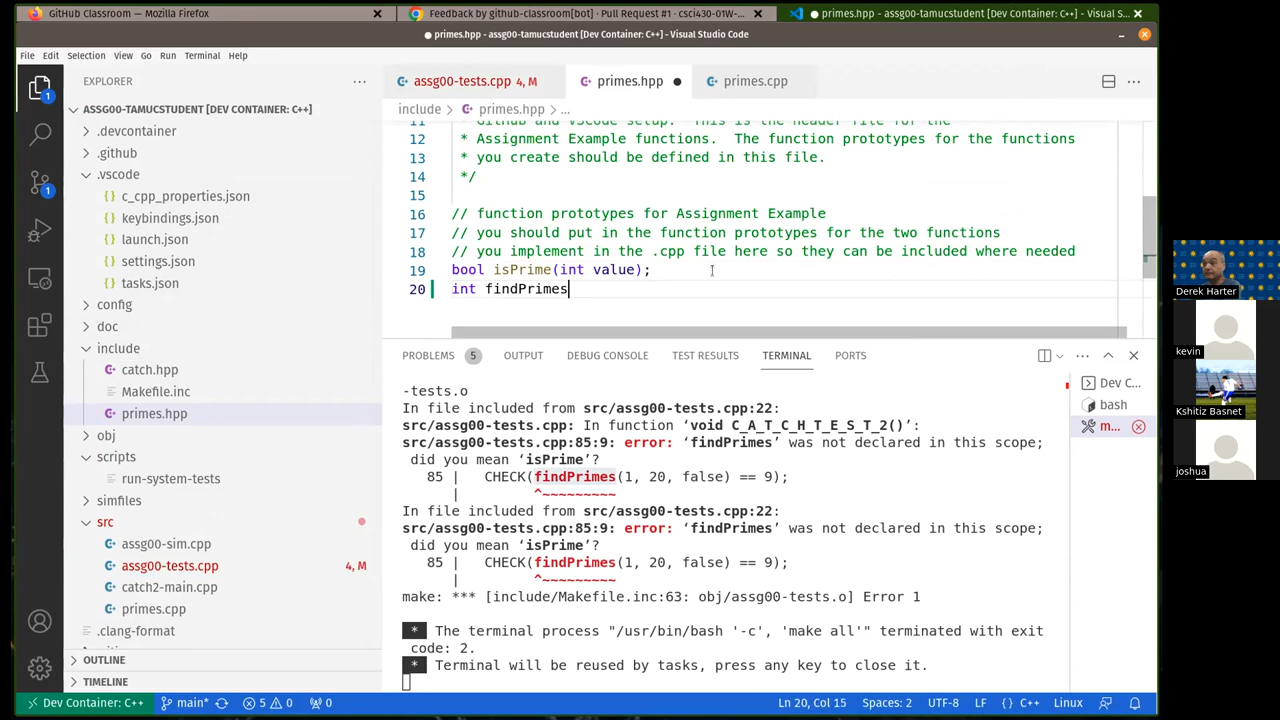 GitHub Classroom — Mozilla Firefox
Feedback by github-classroom[bot] · Pull Request #1 · csci430-01W-
● primes.hpp - assg00-tamucstudent [Dev Container: C++] - Visual S
● primes.hpp - assg00-tamucstudent [Dev Container: C++] - Visual Studio Code
File Edit Selection View Go Run Terminal Help
EXPLORER
ASSG00-TAMUCSTUDENT [DEV CONTAINER: C++]
.devcontainer
.github
.vscode
{} c_cpp_properties.json
{} keybindings.json
{} launch.json
{} settings.json
{} tasks.json
config
doc
include
catch.hpp
Makefile.inc
primes.hpp
obj
scripts
run-system-tests
simfiles
src
assg00-sim.cpp
assg00-tests.cpp 4, M
catch2-main.cpp
primes.cpp
.clang-format
OUTLINE
TIMELINE
1
1
assg00-tests.cpp 4, M
primes.hpp ●
primes.cpp
include > primes.hpp > ...
11 * Github and VSCode setup. This is the header file for the
12 * Assignment Example functions. The function prototypes for the functions
13 * you create should be defined in this file.
14 */
15
16 // function prototypes for Assignment Example
17 // you should put in the function prototypes for the two functions
18 // you implement in the .cpp file here so they can be included where needed
19 bool isPrime(int value);
20 int findPrimes
PROBLEMS 5 OUTPUT DEBUG CONSOLE TEST RESULTS TERMINAL PORTS
-tests.o
In file included from src/assg00-tests.cpp:22:
src/assg00-tests.cpp: In function ‘void C_A_T_C_H_T_E_S_T_2()’:
src/assg00-tests.cpp:85:9: error: ‘findPrimes’ was not declared in this scope;
did you mean ‘isPrime’?
85 | CHECK(findPrimes(1, 20, false) == 9);
| ^~~~~~~~~~
In file included from src/assg00-tests.cpp:22:
src/assg00-tests.cpp:85:9: error: ‘findPrimes’ was not declared in this scope;
did you mean ‘isPrime’?
85 | CHECK(findPrimes(1, 20, false) == 9);
| ^~~~~~~~~~
make: *** [include/Makefile.inc:63: obj/assg00-tests.o] Error 1
* The terminal process "/usr/bin/bash '-c', 'make all'" terminated with exit
code: 2.
* Terminal will be reused by tasks, press any key to close it.
Dev C...
bash
m...
Derek Harter
kevin
Kshitiz Basnet
joshua
Dev Container: C++ main* 5 0 0 Ln 20, Col 15 Spaces: 2 UTF-8 LF {} C++ Linux